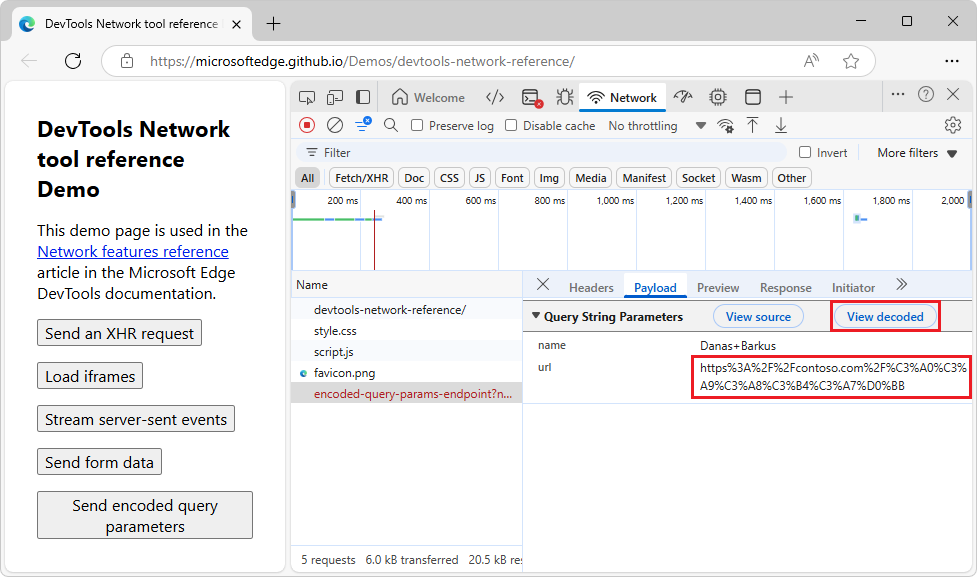 DevTools Network tool reference
https://microsoftedge.github.io/Demos/devtools-network-reference/
DevTools Network
tool reference
Demo
This demo page is used in the
Network features reference
article in the Microsoft Edge
DevTools documentation.
Send an XHR request
Load iframes
Stream server-sent events
Send form data
Send encoded query
parameters
Welcome Network
Preserve log Disable cache No throttling
Filter Invert More filters
All Fetch/XHR Doc CSS JS Font Img Media Manifest Socket Wasm Other
200 ms 400 ms 600 ms 800 ms 1,000 ms 1,200 ms 1,400 ms 1,600 ms 1,800 ms 2,000
Name
devtools-network-reference/
style.css
script.js
favicon.png
encoded-query-params-endpoint?n...
5 requests 6.0 kB transferred 20.5 kB res
Headers Payload Preview Response Initiator
Query String Parameters View source View decoded
name Danas+Barkus
url https%3A%2F%2Fcontoso.com%2F%C3%A0%C3%
A9%C3%A8%C3%B4%C3%A7%D0%BB